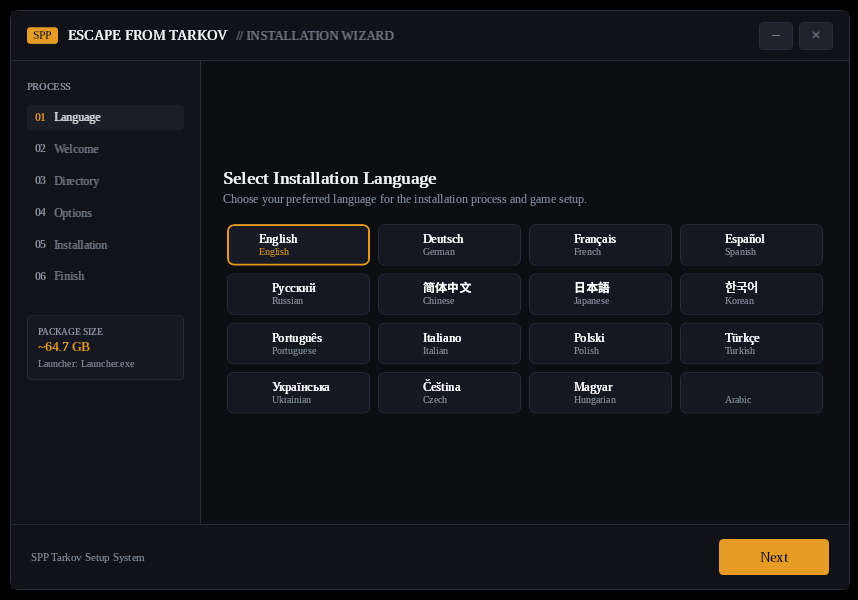 SPP ESCAPE FROM TARKOV // INSTALLATION WIZARD
PROCESS
01 Language
02 Welcome
03 Directory
04 Options
05 Installation
06 Finish
PACKAGE SIZE
~64.7 GB
Launcher: Launcher.exe
Select Installation Language
Choose your preferred language for the installation process and game setup.
English
English
Deutsch
German
Français
French
Español
Spanish
Русский
Russian
简体中文
Chinese
日本語
Japanese
한국어
Korean
Português
Portuguese
Italiano
Italian
Polski
Polish
Türkçe
Turkish
Українська
Ukrainian
Čeština
Czech
Magyar
Hungarian
Arabic
SPP Tarkov Setup System
Next